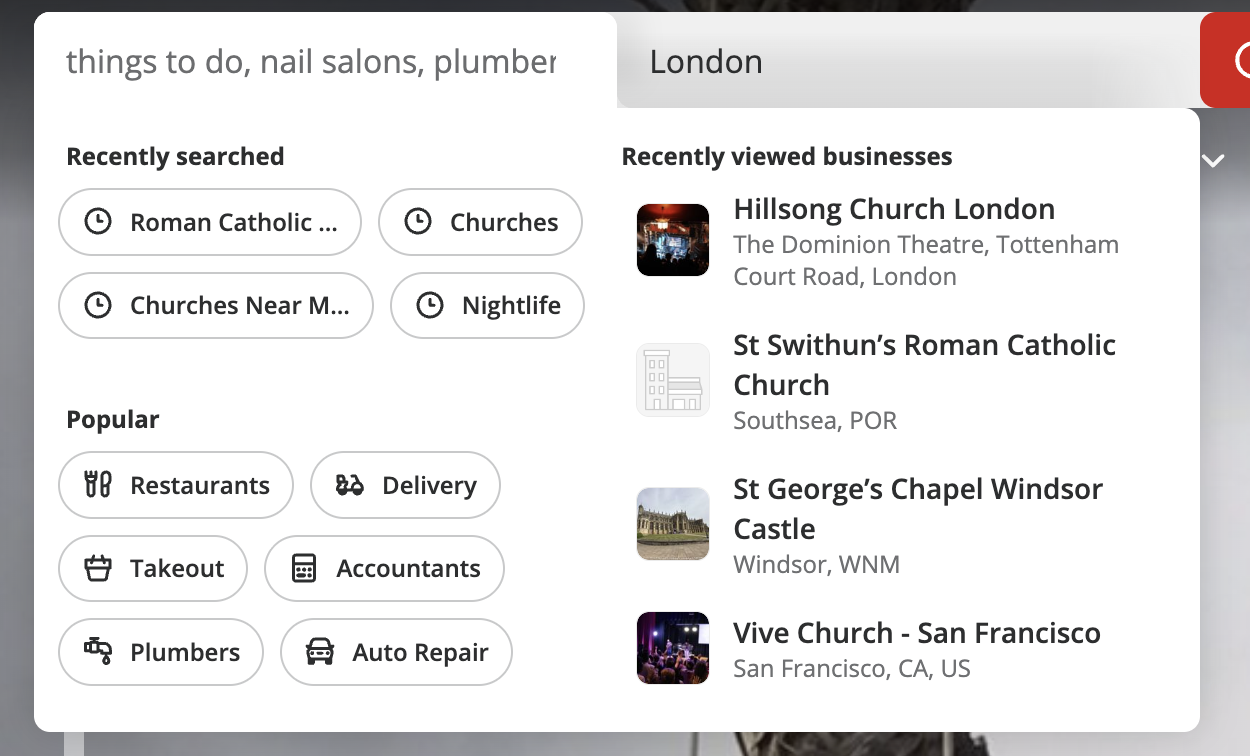 things to do, nail salons, plumber
London
Recently searched
Roman Catholic ...
Churches
Churches Near M...
Nightlife
Popular
Restaurants
Delivery
Takeout
Accountants
Plumbers
Auto Repair
Recently viewed businesses
Hillsong Church London
The Dominion Theatre, Tottenham
Court Road, London
St Swithun’s Roman Catholic
Church
Southsea, POR
St George’s Chapel Windsor
Castle
Windsor, WNM
Vive Church - San Francisco
San Francisco, CA, US